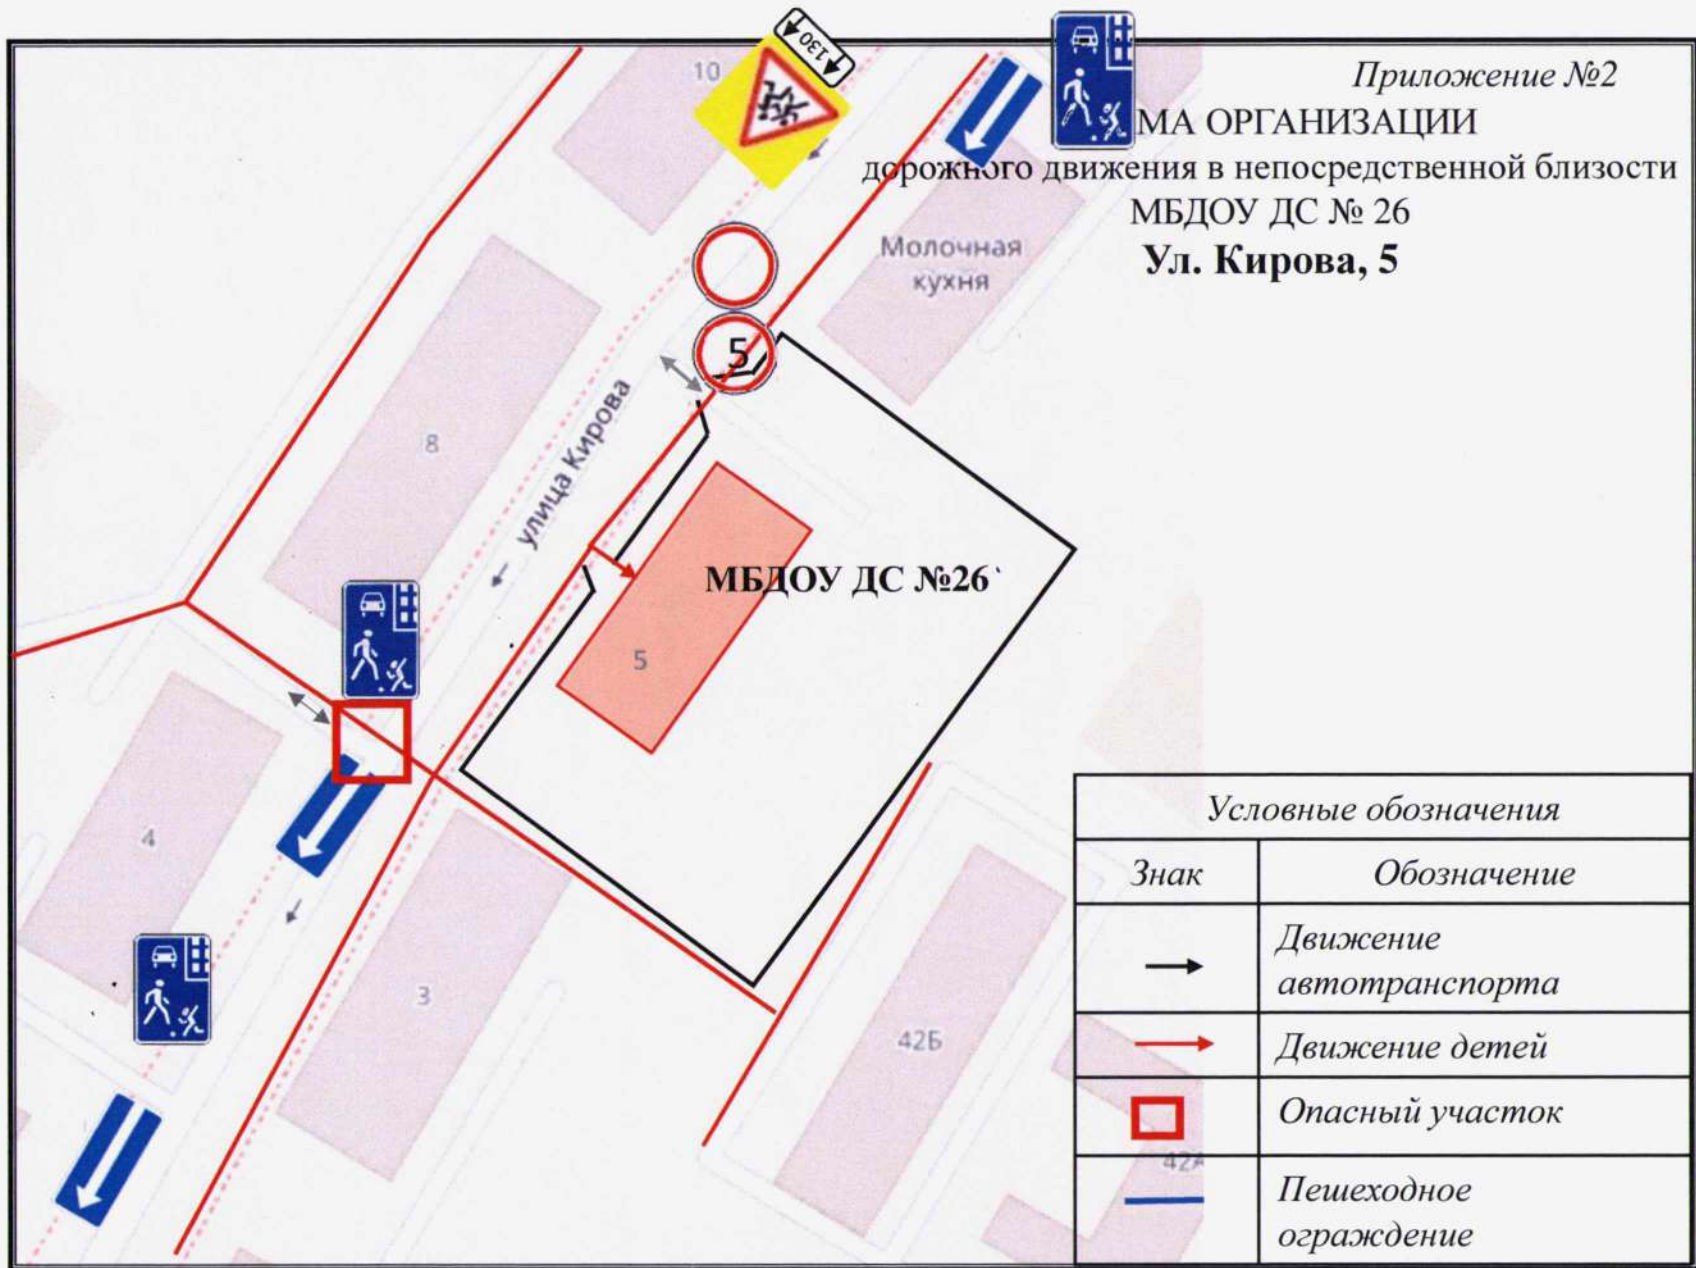 Приложение №2
МА ОРГАНИЗАЦИИ
дорожного движения в непосредственной близости
МБДОУ ДС № 26
Ул. Кирова, 5
130
10
Молочная
кухня
5
8
улица Кирова
МБДОУ ДС №26
5
4
3
42Б
42А
Условные обозначения
Знак
Обозначение
Движение
автотранспорта
Движение детей
Опасный участок
Пешеходное
ограждение